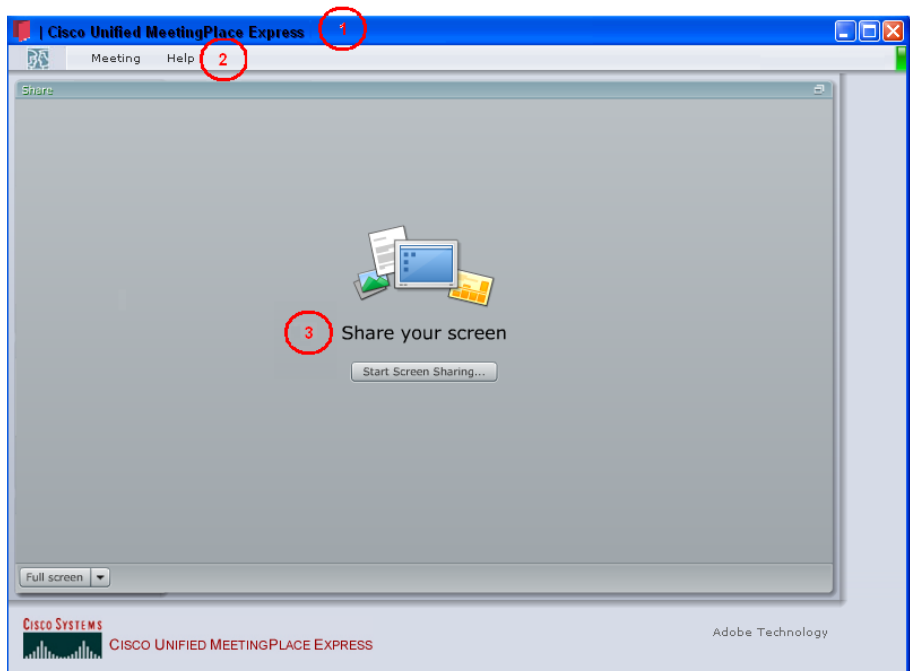 | Cisco Unified MeetingPlace Express 1
Meeting Help 2
Share
3 Share your screen
Start Screen Sharing...
Full screen
CISCO SYSTEMS
CISCO UNIFIED MEETINGPLACE EXPRESS
Adobe Technology